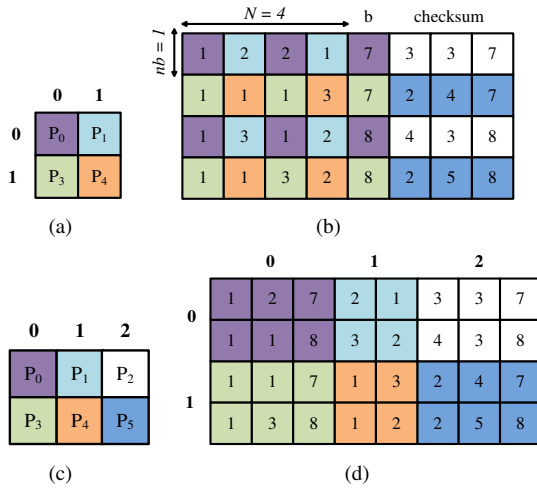 N = 4 b checksum
nb = 1
1 2 2 1 7 3 3 7
1 1 1 3 7 2 4 7
1 3 1 2 8 4 3 8
1 1 3 2 8 2 5 8
0 1
0 P0 P1
1 P3 P4
(a) (b)
0 1 2
0 1 2 7 2 1 3 3 7
1 1 8 3 2 4 3 8
1 1 1 7 1 3 2 4 7
1 3 8 1 2 2 5 8
0 1 2
P0 P1 P2
P3 P4 P5
(c) (d)